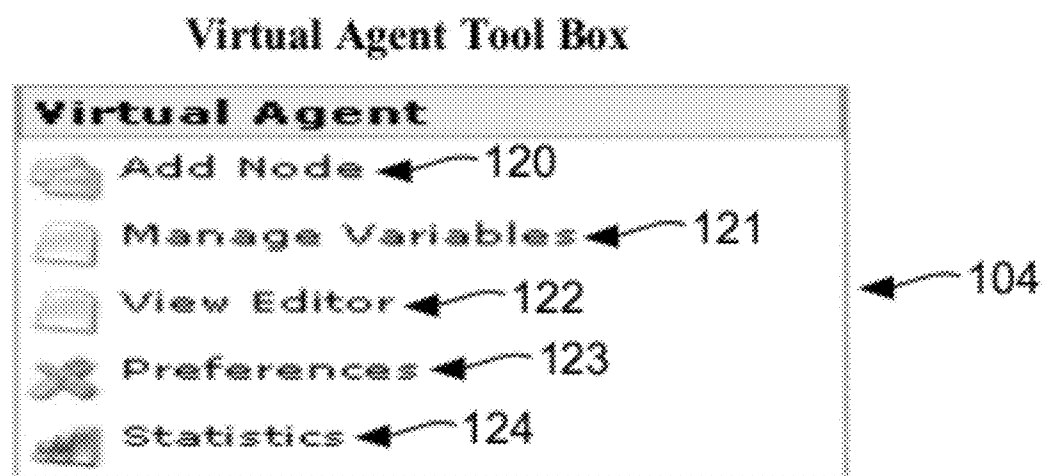 Virtual Agent Tool Box
Virtual Agent
Add Node 120
Manage Variables 121
View Editor 122
104
Preferences 123
Statistics 124